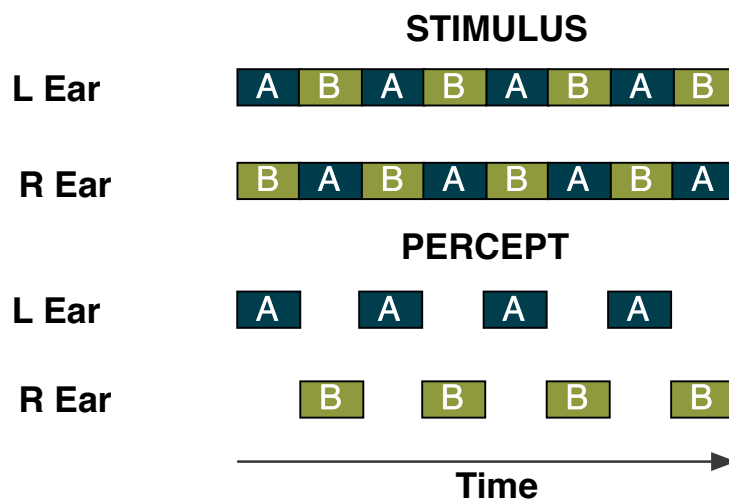 STIMULUS
L Ear A B A B A B A B
R Ear B A B A B A B A
PERCEPT
L Ear A A A A
R Ear B B B B
Time